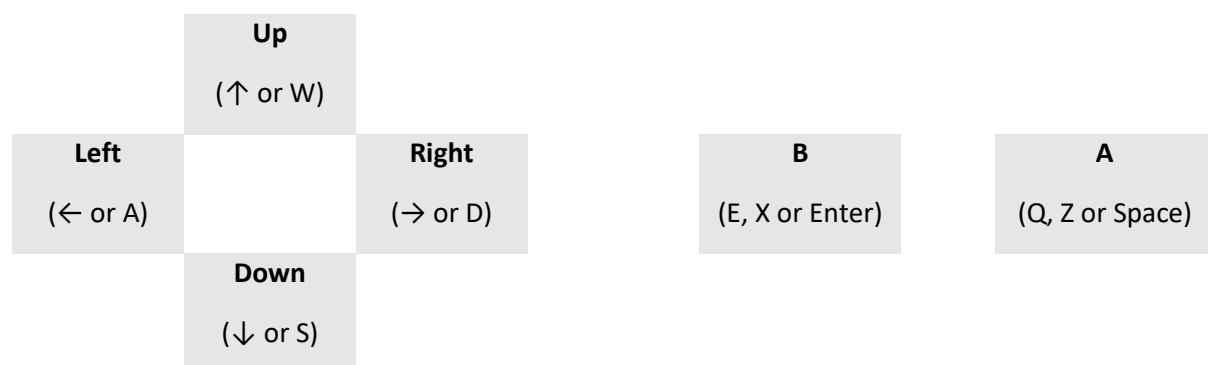 Up
(↑ or W)
Left
(← or A)
Right
(→ or D)
Down
(↓ or S)
B
(E, X or Enter)
A
(Q, Z or Space)